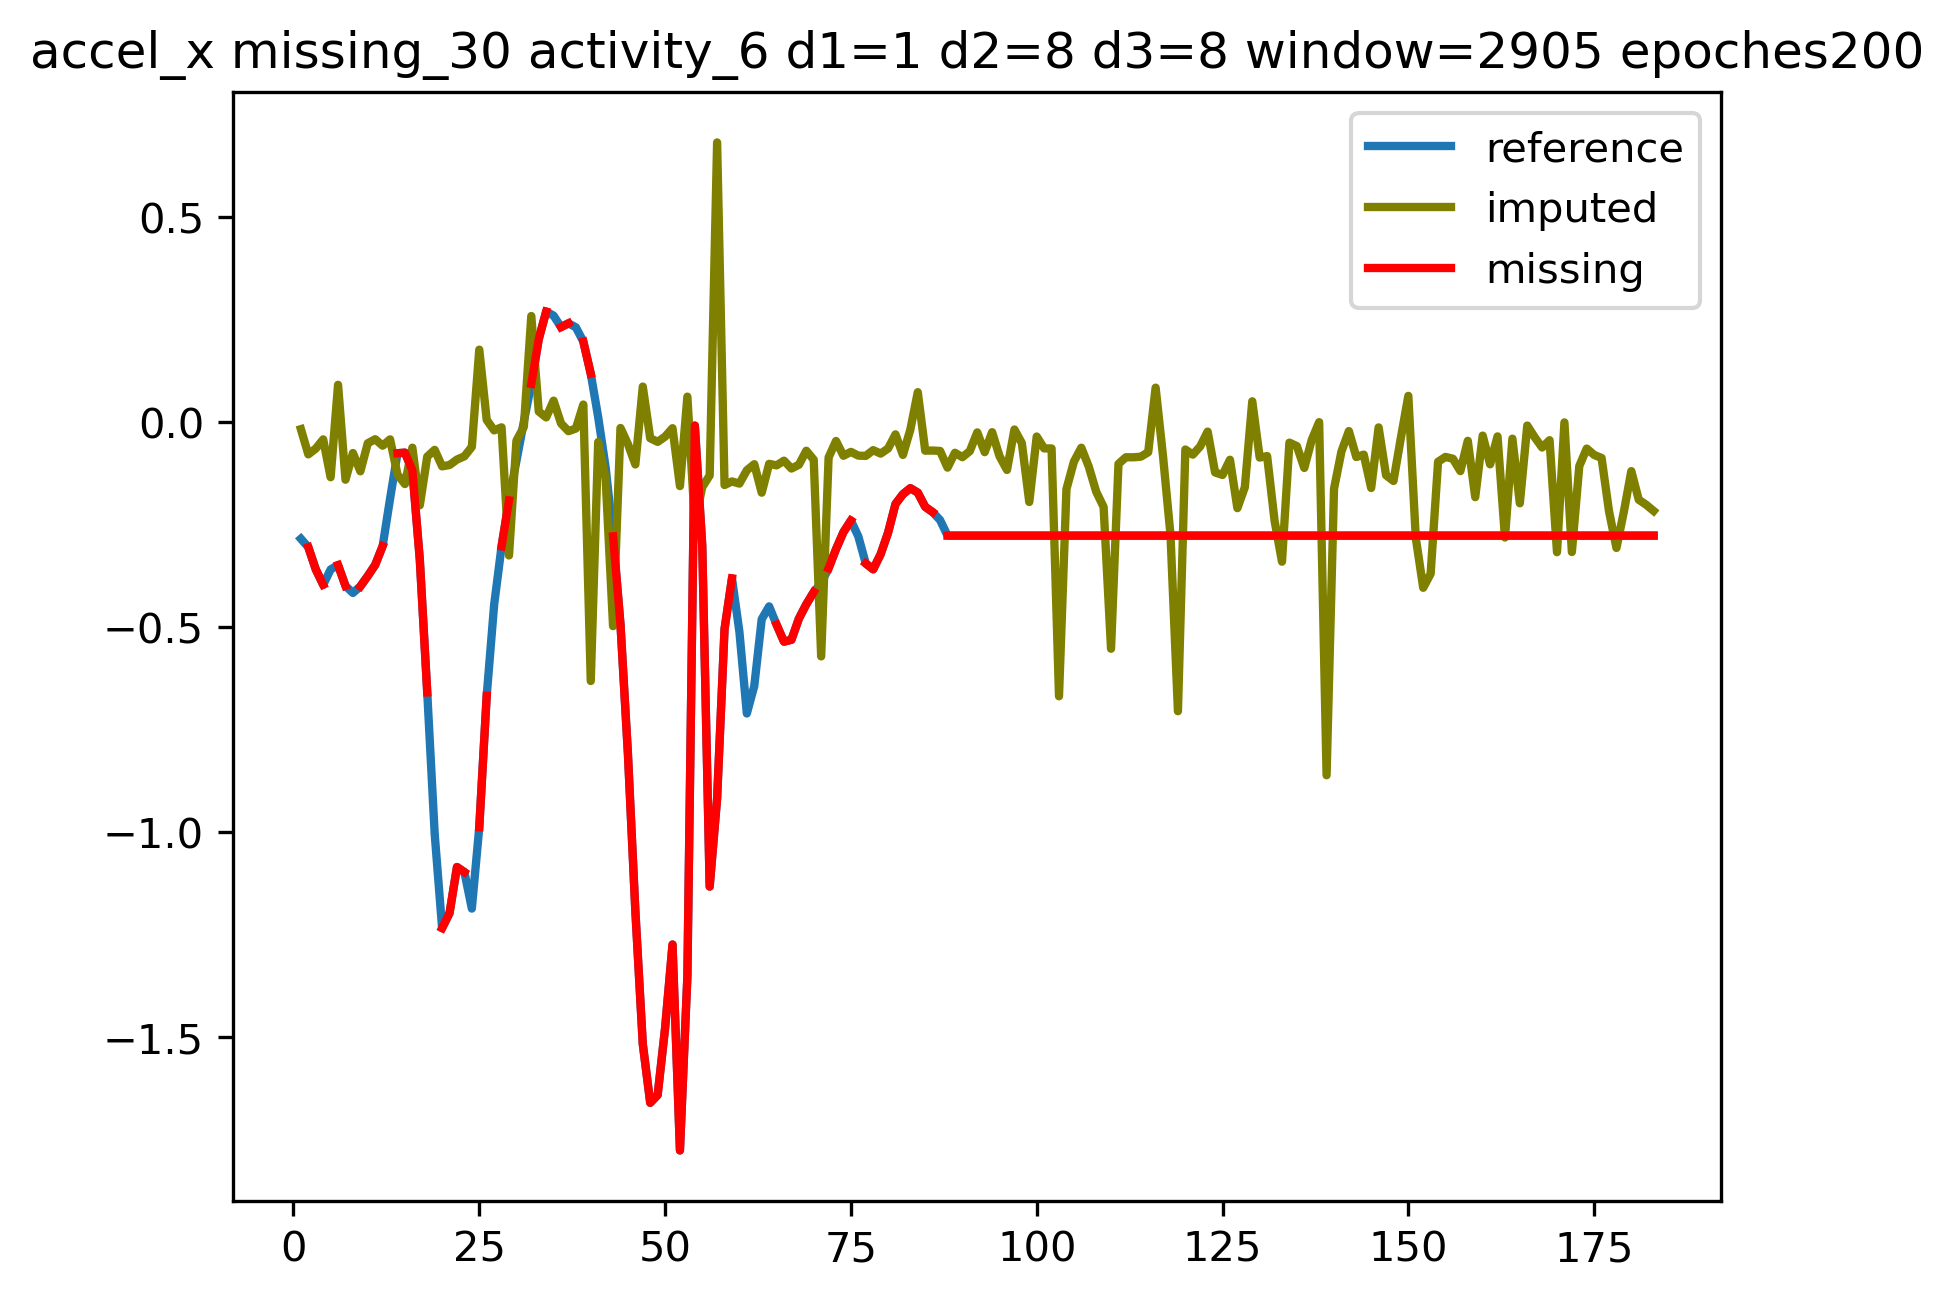 accel_x missing_30 activity_6 d1=1 d2=8 d3=8 window=2905 epoches200
reference
imputed
missing
0.5
0.0
−0.5
−1.0
−1.5
0 25 50 75 100 125 150 175